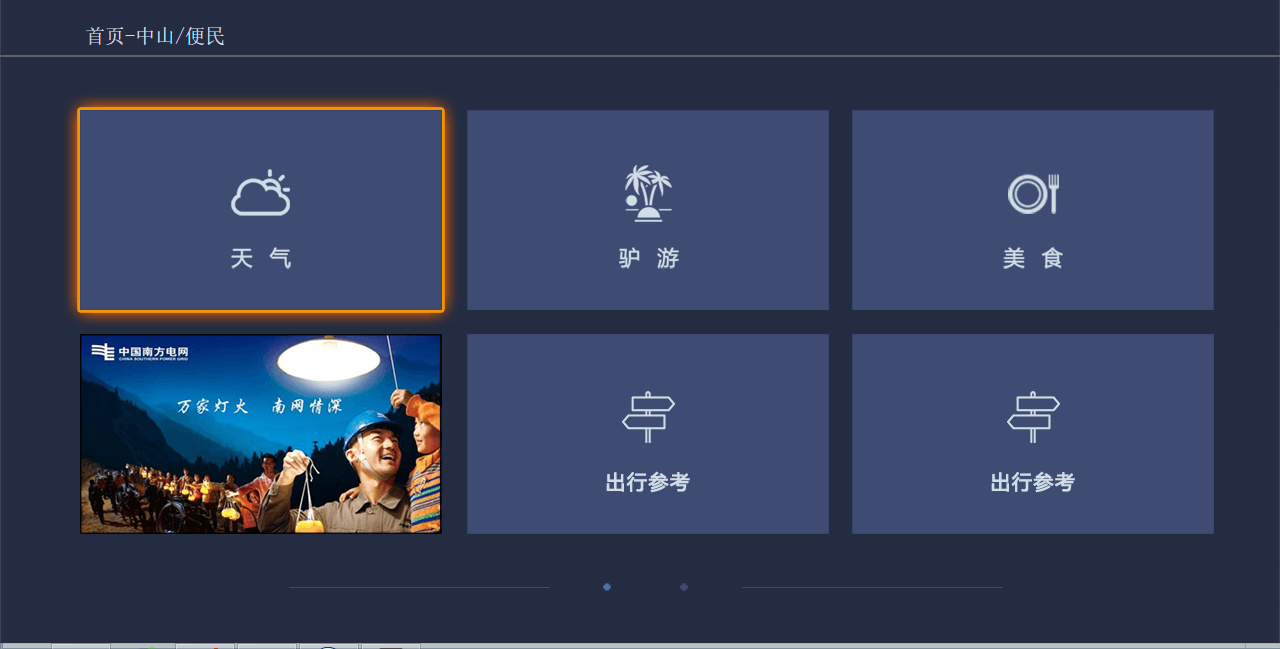 首页-中山/便民
天 气
驴 游
美 食
中国南方电网
CHINA SOUTHERN POWER GRID
万家灯火 南网情深
出行参考
出行参考